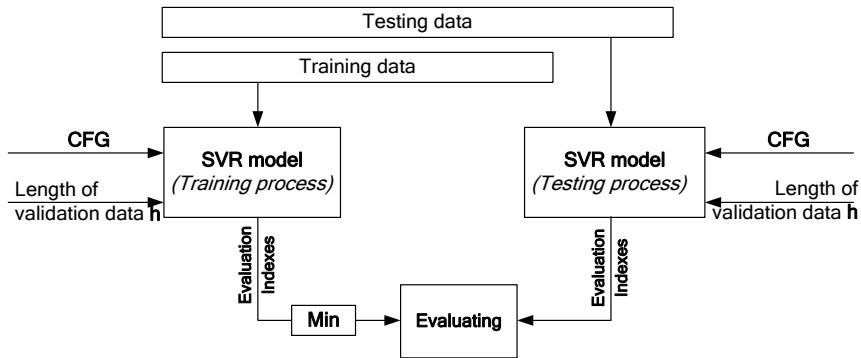 Testing data
Training data
CFG
SVR model
(Training process)
Length of
validation data h
SVR model
(Testing process)
CFG
Length of
validation data h
Evaluation
Indexes
Evaluation
Indexes
Min
Evaluating